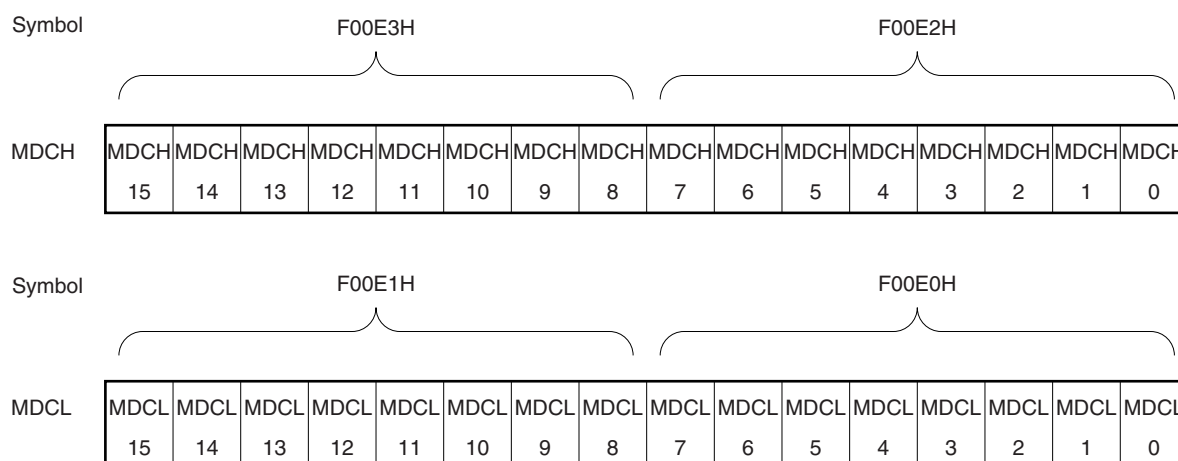 Symbol F00E3H F00E2H
MDCH MDCH MDCH MDCH MDCH MDCH MDCH MDCH MDCH MDCH MDCH MDCH MDCH MDCH MDCH MDCH MDCH
15 14 13 12 11 10 9 8 7 6 5 4 3 2 1 0
Symbol F00E1H F00E0H
MDCL MDCL MDCL MDCL MDCL MDCL MDCL MDCL MDCL MDCL MDCL MDCL MDCL MDCL MDCL MDCL MDCL
15 14 13 12 11 10 9 8 7 6 5 4 3 2 1 0